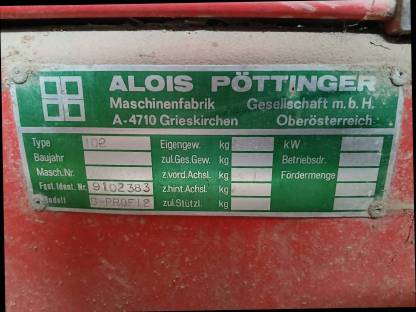 ALOIS PÖTTINGER
Maschinenfabrik Gesellschaft m.b.H.
A-4710 Grieskirchen Oberösterreich
Type 102 Eigengew. kg kW
Baujahr zul.Ges.Gew. kg Betriebsdr.
Masch.Nr. z.vord.Achsl. kg Fördermenge
Fgst.Ident.Nr. 9102383 z.hint.Achsl. kg
Modell zul.Stützl. kg